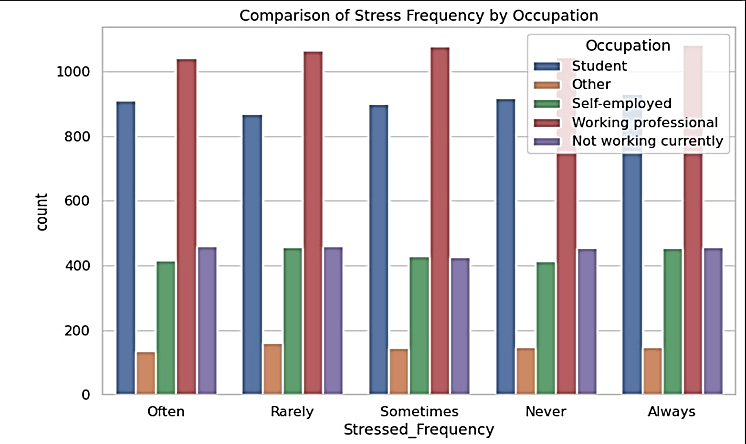 Comparison of Stress Frequency by Occupation
Occupation
Student
Other
Self-employed
Working professional
Not working currently
1000
800
600
400
200
0
count
Often Rarely Sometimes Never Always
Stressed_Frequency